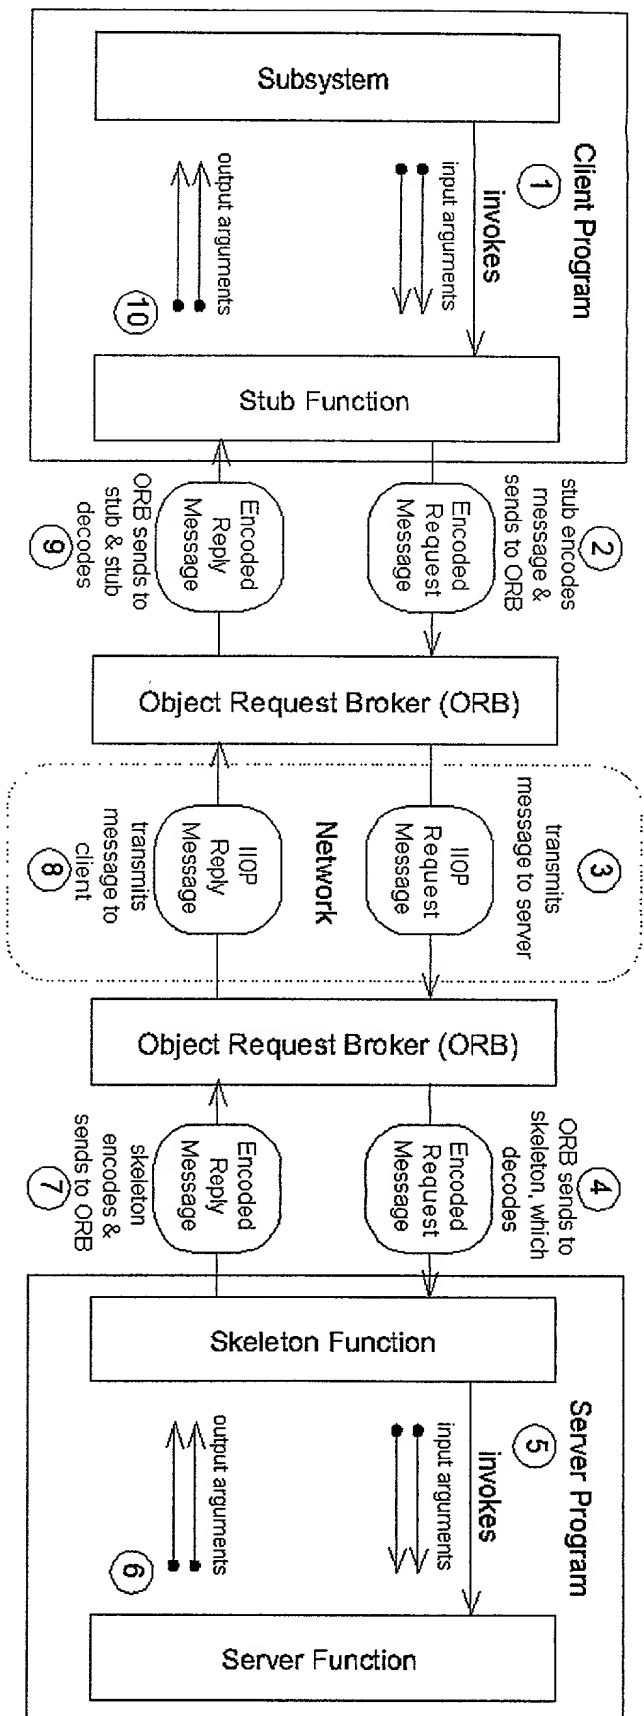 Client Program
Subsystem
1
invokes
input arguments
output arguments
10
Stub Function
2
stub encodes
message &
sends to ORB
Encoded
Request
Message
Encoded
Reply
Message
ORB sends to
stub & stub
decodes
9
Object Request Broker (ORB)
3
transmits
message to server
IIOP
Request
Message
Network
IIOP
Reply
Message
transmits
message to
client
8
Object Request Broker (ORB)
4
ORB sends to
skeleton, which
decodes
Encoded
Request
Message
Encoded
Reply
Message
skeleton
encodes &
sends to ORB
7
Server Program
Skeleton Function
5
invokes
input arguments
output arguments
6
Server Function